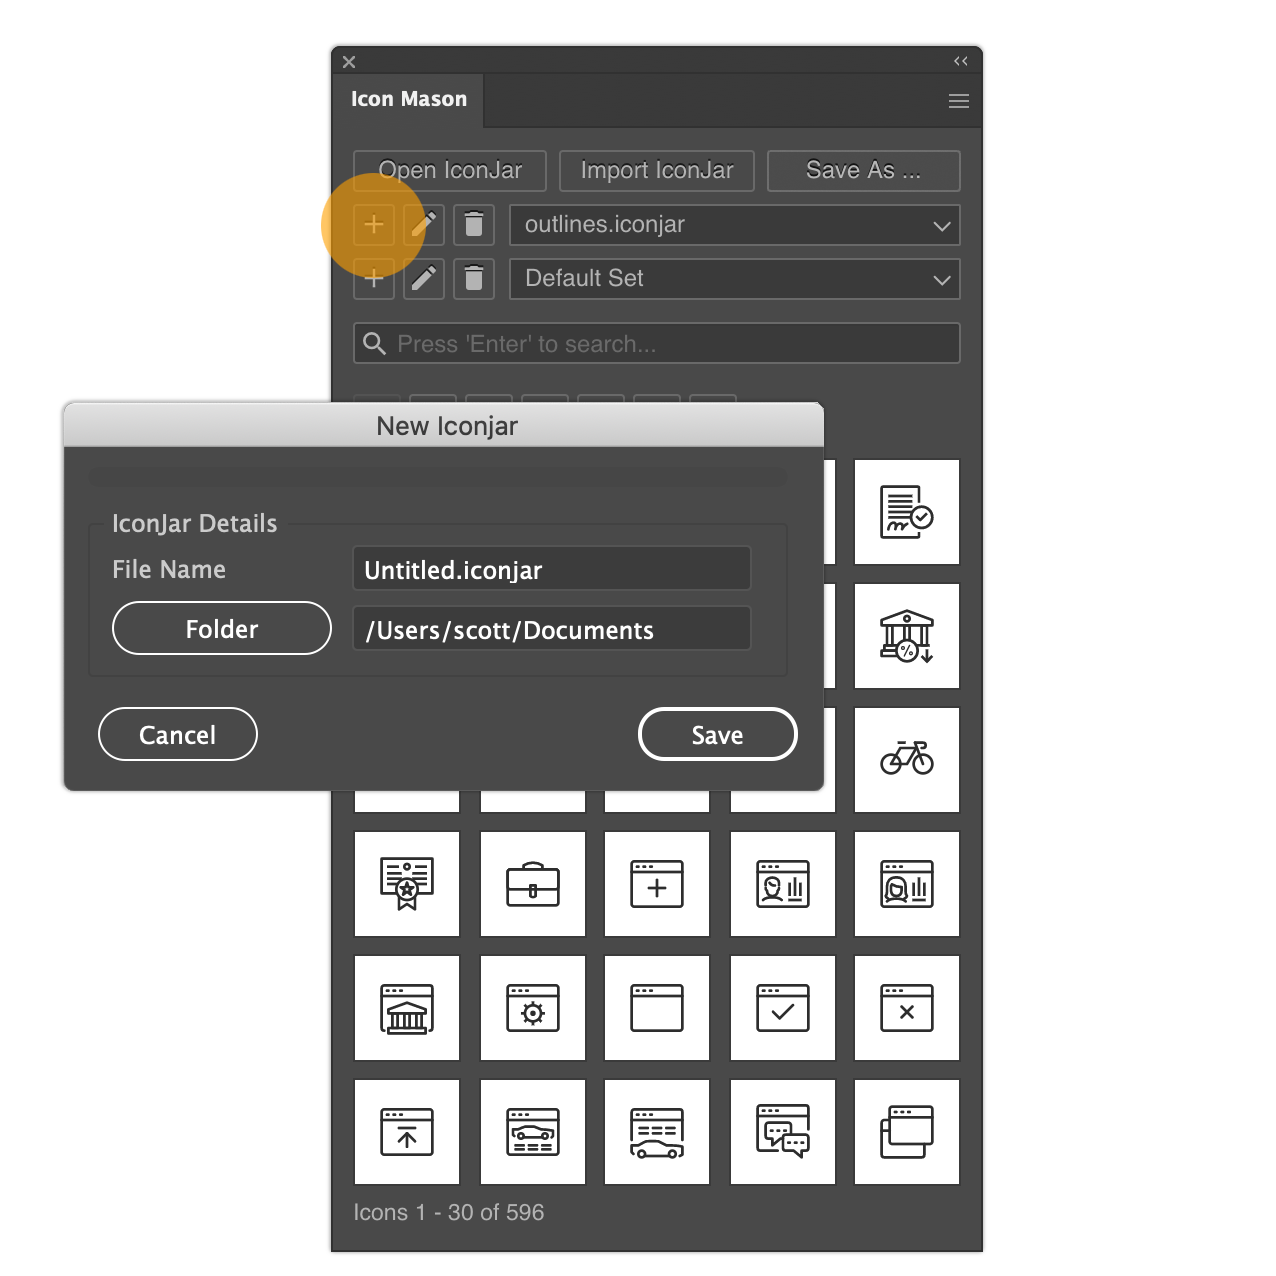 Icon Mason
Open IconJar Import IconJar Save As ...
outlines.iconjar
Default Set
Press 'Enter' to search...
New Iconjar
IconJar Details
File Name Untitled.iconjar
Folder /Users/scott/Documents
Cancel Save
Icons 1 - 30 of 596